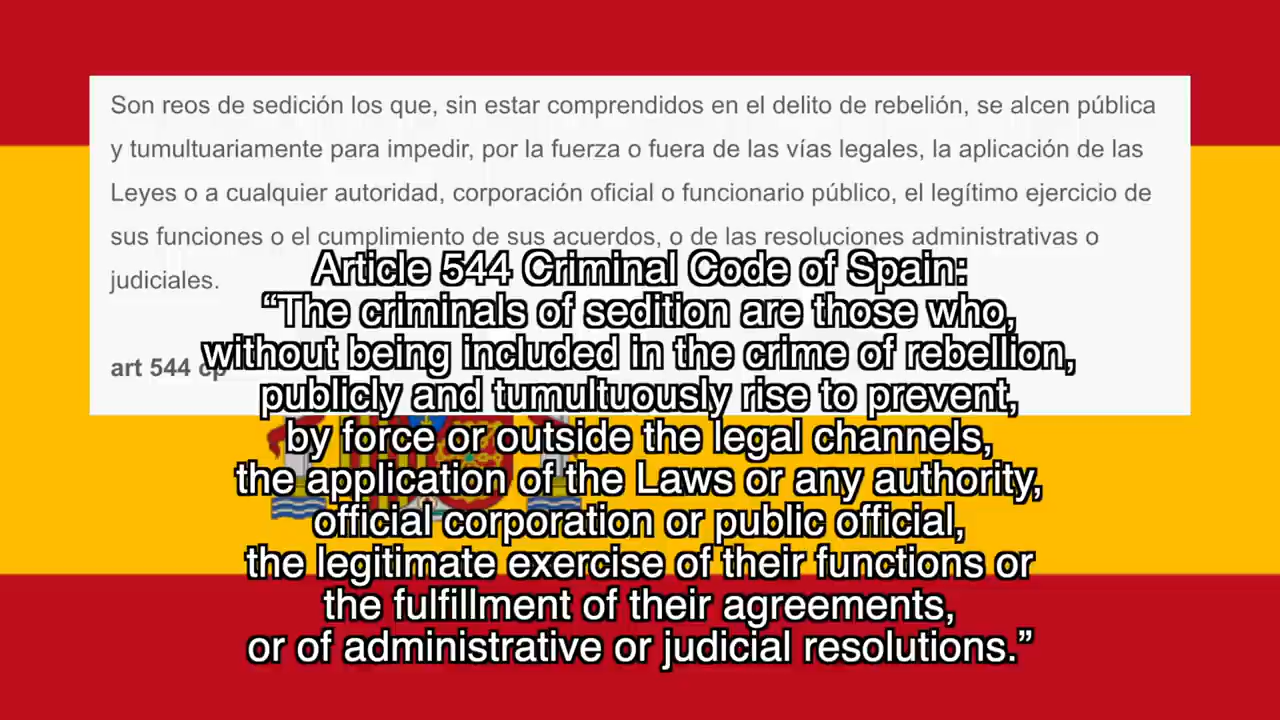 Son reos de sedición los que, sin estar comprendidos en el delito de rebelión, se alcen pública
y tumultuariamente para impedir, por la fuerza o fuera de las vías legales, la aplicación de las
Leyes o a cualquier autoridad, corporación oficial o funcionario público, el legítimo ejercicio de
sus funciones o el cumplimiento de sus acuerdos, o de las resoluciones administrativas o
judiciales.
art 544 cp
Article 544 Criminal Code of Spain:
“The criminals of sedition are those who,
without being included in the crime of rebellion,
publicly and tumultuously rise to prevent,
by force or outside the legal channels,
the application of the Laws or any authority,
official corporation or public official,
the legitimate exercise of their functions or
the fulfillment of their agreements,
or of administrative or judicial resolutions.”